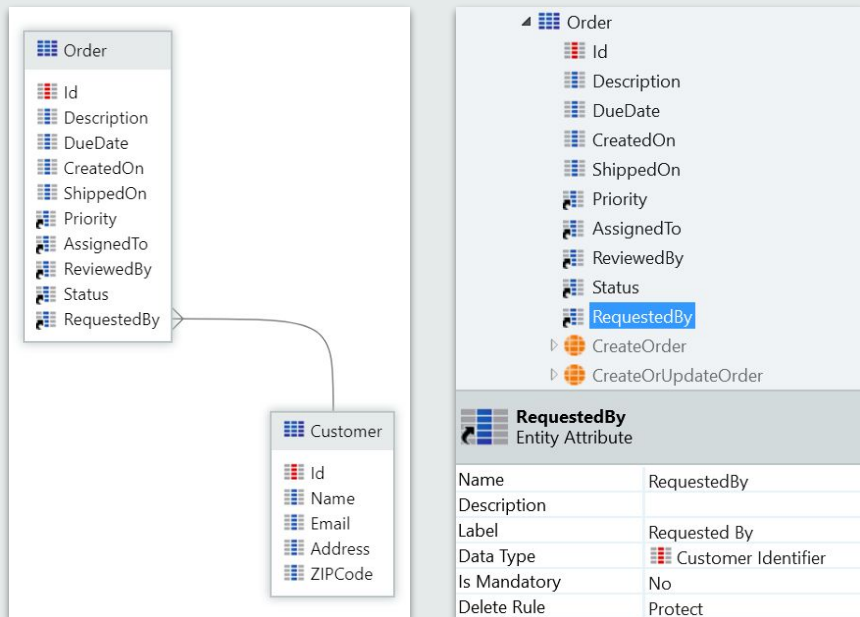 Order
Id
Description
DueDate
CreatedOn
ShippedOn
Priority
AssignedTo
ReviewedBy
Status
RequestedBy
Customer
Id
Name
Email
Address
ZIPCode
Order
Id
Description
DueDate
CreatedOn
ShippedOn
Priority
AssignedTo
ReviewedBy
Status
RequestedBy
CreateOrder
CreateOrUpdateOrder
RequestedBy
Entity Attribute
Name RequestedBy
Description
Label Requested By
Data Type Customer Identifier
Is Mandatory No
Delete Rule Protect